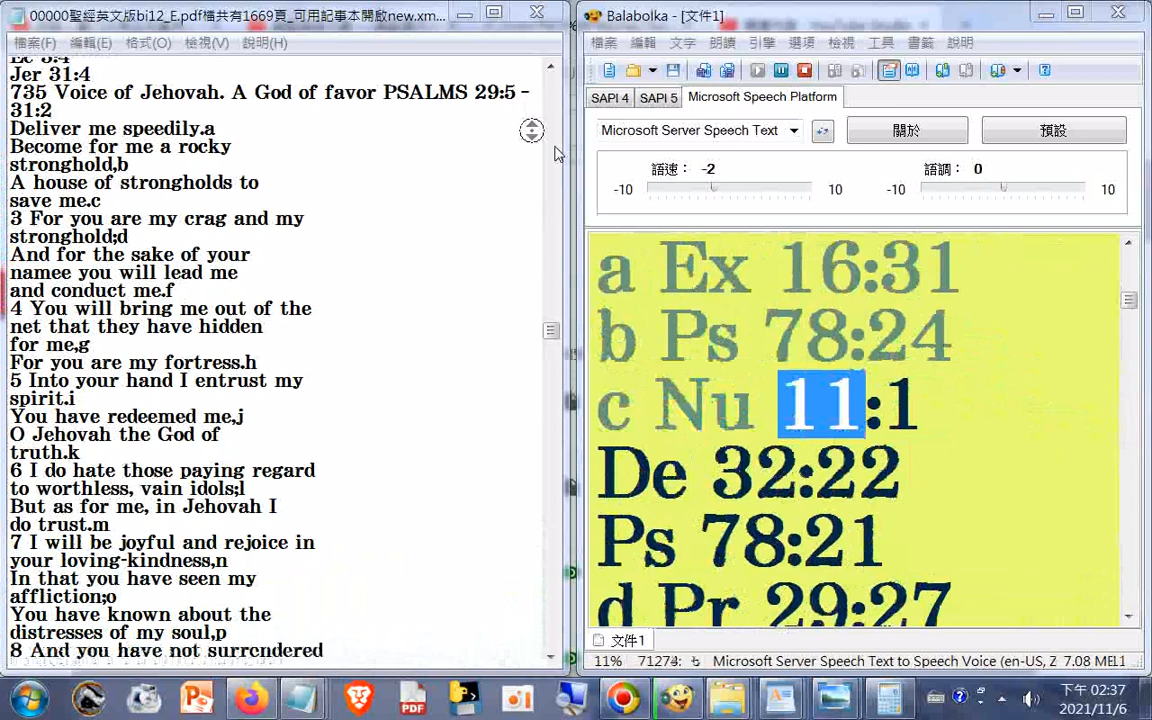 00000聖經英文版bi12_E.pdf檔共有1669頁_可用記事本開啟new.xm...
檔案(F) 編輯(E) 格式(O) 檢視(V) 說明(H)
Jer 31:4
735 Voice of Jehovah. A God of favor PSALMS 29:5 -
31:2
Deliver me speedily.a
Become for me a rocky
stronghold,b
A house of strongholds to
save me.c
3 For you are my crag and my
stronghold;d
And for the sake of your
namee you will lead me
and conduct me.f
4 You will bring me out of the
net that they have hidden
for me,g
For you are my fortress.h
5 Into your hand I entrust my
spirit.i
You have redeemed me,j
O Jehovah the God of
truth.k
6 I do hate those paying regard
to worthless, vain idols;l
But as for me, in Jehovah I
do trust.m
7 I will be joyful and rejoice in
your loving-kindness,n
In that you have seen my
affliction;o
You have known about the
distresses of my soul,p
8 And you have not surrendered
Balabolka - [文件1]
檔案 編輯 文字 朗讀 引擎 選項 檢視 工具 書籤 說明
SAPI 4 SAPI 5 Microsoft Speech Platform
Microsoft Server Speech Text 關於 預設
語速： -2 語調： 0
-10 10 -10 10
a Ex 16:31
b Ps 78:24
c Nu 11:1
De 32:22
Ps 78:21
d Pr 29:27
文件1
11% Microsoft Server Speech Text to Speech Voice (en-US, Z 7.08 ME
PDF
下午 02:37
2021/11/6